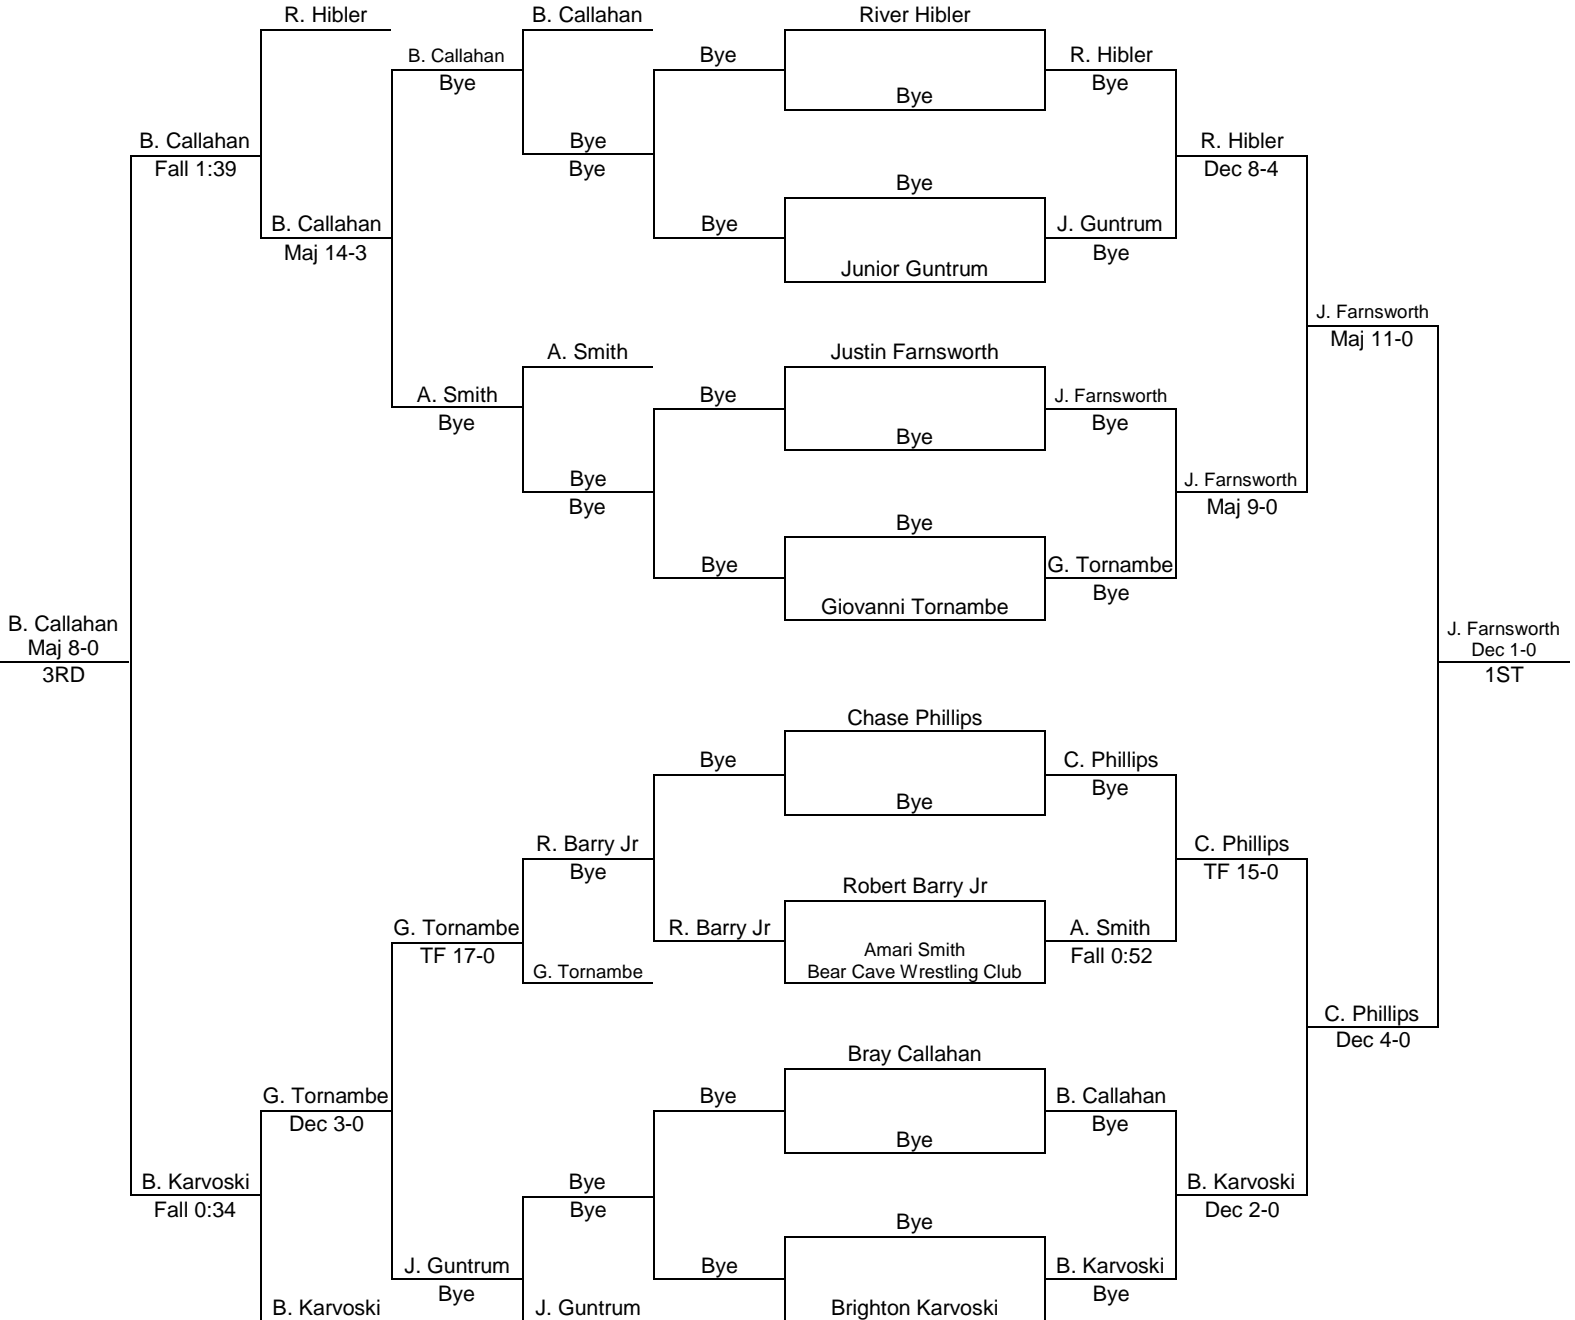 R. Hibler
B. Callahan
River Hibler
B. Callahan
Bye
Bye
R. Hibler
Bye
Bye
B. Callahan
Fall 1:39
Bye
Bye
R. Hibler
Dec 8-4
Bye
B. Callahan
Maj 14-3
Bye
J. Guntrum
Bye
Junior Guntrum
J. Farnsworth
Maj 11-0
A. Smith
Justin Farnsworth
A. Smith
Bye
Bye
J. Farnsworth
Bye
Bye
Bye
Bye
J. Farnsworth
Maj 9-0
Bye
Bye
G. Tornambe
Bye
Giovanni Tornambe
B. Callahan
Maj 8-0
3RD
J. Farnsworth
Dec 1-0
1ST
Chase Phillips
Bye
C. Phillips
Bye
Bye
R. Barry Jr
Bye
C. Phillips
TF 15-0
Robert Barry Jr
G. Tornambe
TF 17-0
R. Barry Jr
A. Smith
Fall 0:52
Amari Smith
Bear Cave Wrestling Club
G. Tornambe
C. Phillips
Dec 4-0
Bray Callahan
G. Tornambe
Dec 3-0
Bye
B. Callahan
Bye
Bye
B. Karvoski
Fall 0:34
Bye
Bye
B. Karvoski
Dec 2-0
Bye
J. Guntrum
Bye
Bye
B. Karvoski
Bye
B. Karvoski
J. Guntrum
Brighton Karvoski